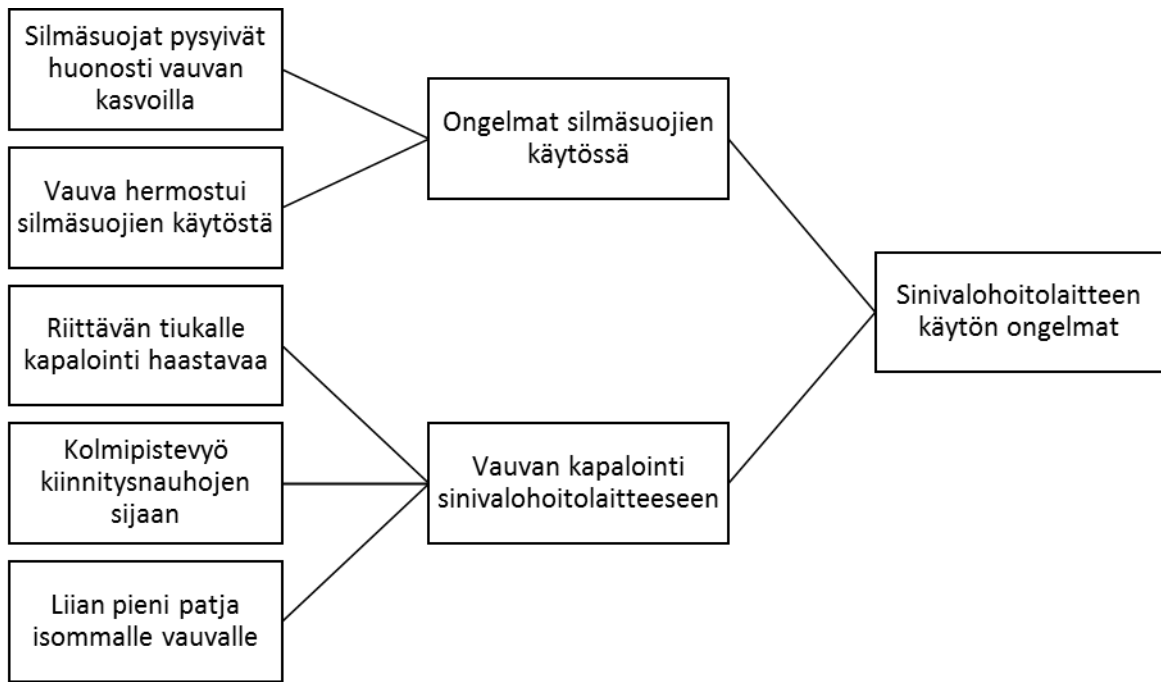 Silmäsuojat pysyivät
huonosti vauvan
kasvoilla
Vauva hermostui
silmäsuojien käytöstä
Riittävän tiukalle
kapalointi haastavaa
Kolmipistevyö
kiinnitysnauhojen
sijaan
Liian pieni patja
isommalle vauvalle
Ongelmat silmäsuojien
käytössä
Vauvan kapalointi
sinivalohoitolaitteeseen
Sinivalohoitolaitteen
käytön ongelmat